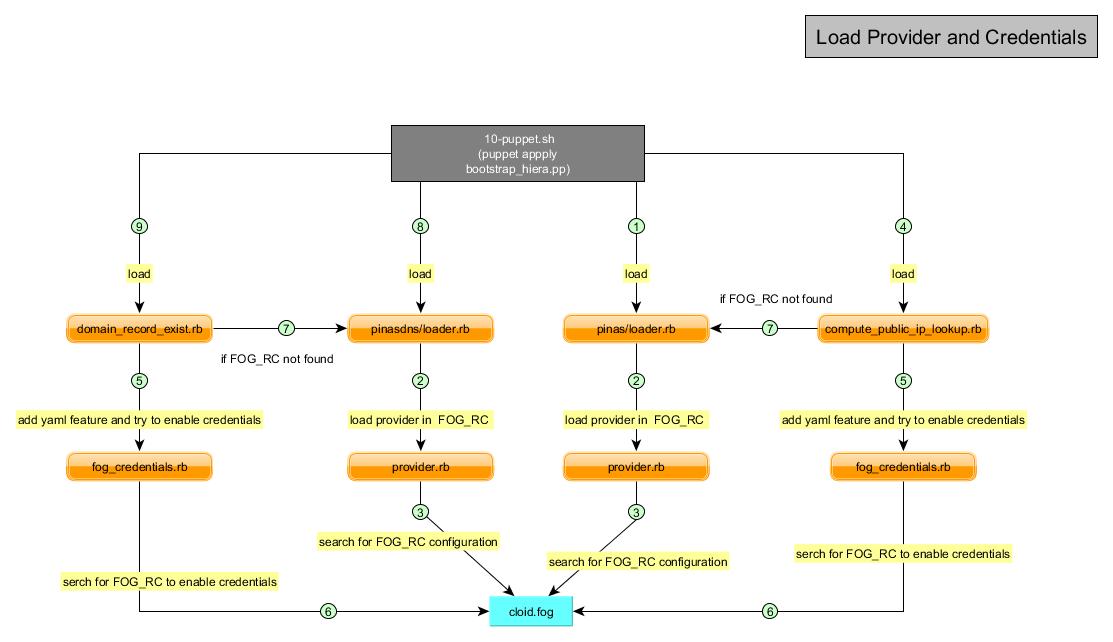 Load Provider and Credentials
10-puppet.sh
(puppet appply
bootstrap_hiera.pp)
9
8
1
4
load
load
load
load
if FOG_RC not found
domain_record_exist.rb
7
pinasdns/loader.rb
pinas/loader.rb
7
compute_public_ip_lookup.rb
if FOG_RC not found
5
2
2
5
add yaml feature and try to enable credentials
load provider in  FOG_RC
load provider in  FOG_RC
add yaml feature and try to enable credentials
fog_credentials.rb
provider.rb
provider.rb
fog_credentials.rb
3
3
search for FOG_RC configuration
search for FOG_RC configuration
serch for FOG_RC to enable credentials
serch for FOG_RC to enable credentials
6
cloid.fog
6